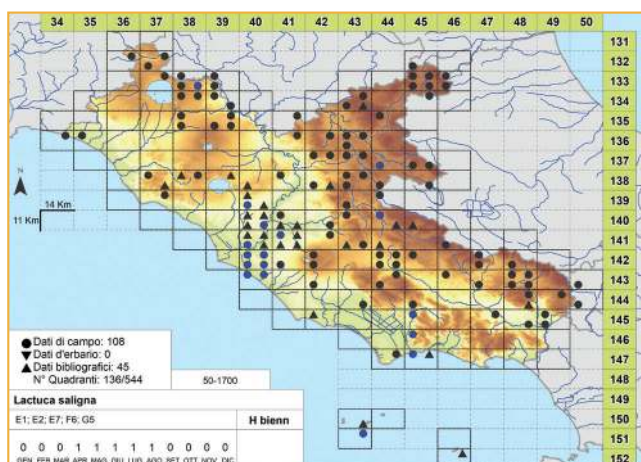 34 35 36 37 38 39 40 41 42 43 44 45 46 47 48 49 50
131
132
133
134
135
136
137
138
139
140
141
142
143
144
145
146
147
148
149
150
151
152
N
14 Km
11 Km
Dati di campo: 108
Dati d'erbario: 0
Dati bibliografici: 45
N° Quadranti: 136/544
50-1700
Lactuca saligna
E1; E2; E7; F6; G5
H bienn
0 0 0 1 1 1 1 1 0 0 0 0
GEN FEB MAR APR MAG GIU LUG AGO SET OTT NOV DIC